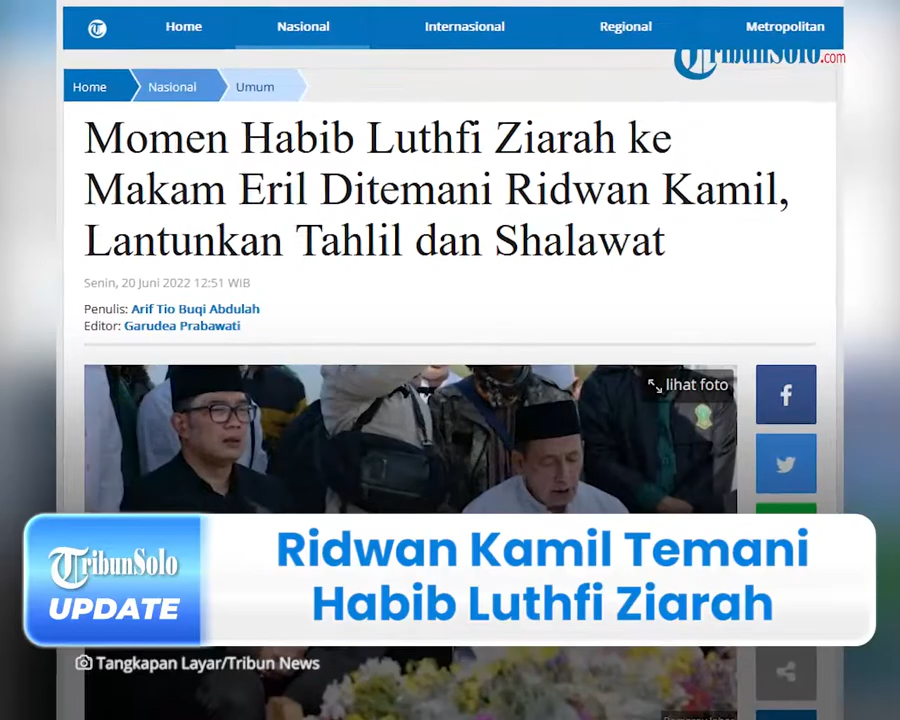 Home Nasional Internasional Regional Metropolitan
TribunSolo.com
Home Nasional Umum
Momen Habib Luthfi Ziarah ke
Makam Eril Ditemani Ridwan Kamil,
Lantunkan Tahlil dan Shalawat
Senin, 20 Juni 2022 12:51 WIB
Penulis: Arif Tio Buqi Abdulah
Editor: Garudea Prabawati
lihat foto
TribunSolo
UPDATE
Ridwan Kamil Temani
Habib Luthfi Ziarah
Tangkapan Layar/Tribun News